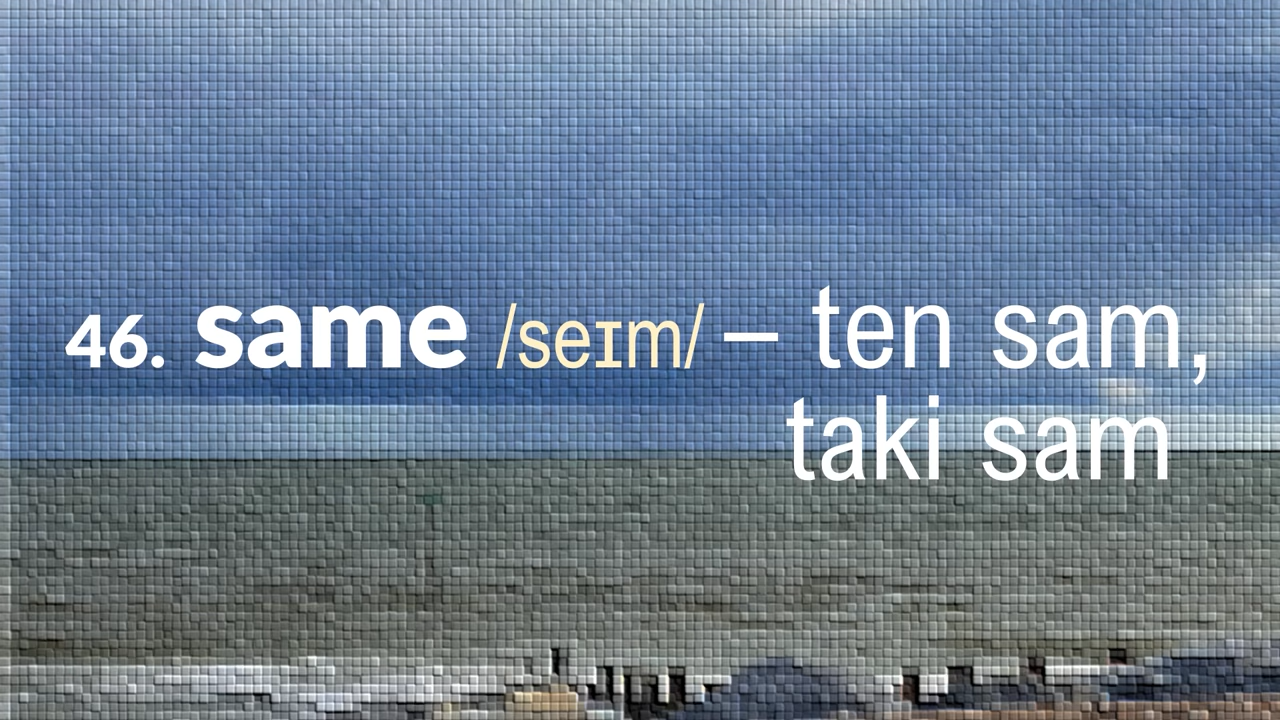 46. same /seɪm/ – ten sam,
taki sam